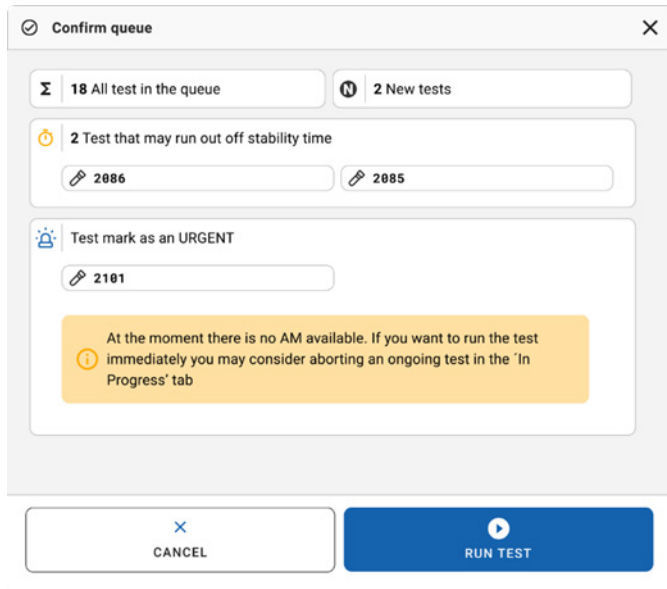 Confirm queue
Σ 18 All test in the queue
N 2 New tests
2 Test that may run out off stability time
2086
2085
Test mark as an URGENT
2101
At the moment there is no AM available. If you want to run the test
immediately you may consider aborting an ongoing test in the ´In
Progress’ tab
CANCEL
RUN TEST